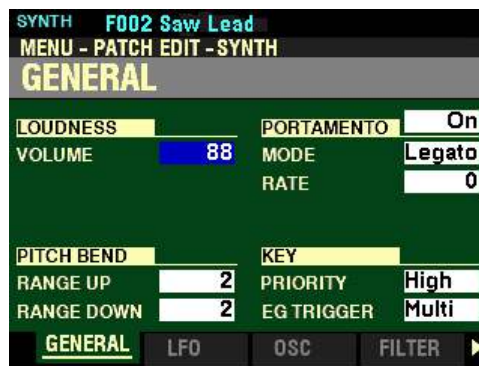 SYNTH F002 Saw Lead
MENU - PATCH EDIT - SYNTH
GENERAL
LOUDNESS
VOLUME 88
PORTAMENTO On
MODE Legato
RATE 0
PITCH BEND
RANGE UP 2
RANGE DOWN 2
KEY
PRIORITY High
EG TRIGGER Multi
GENERAL LFO OSC FILTER